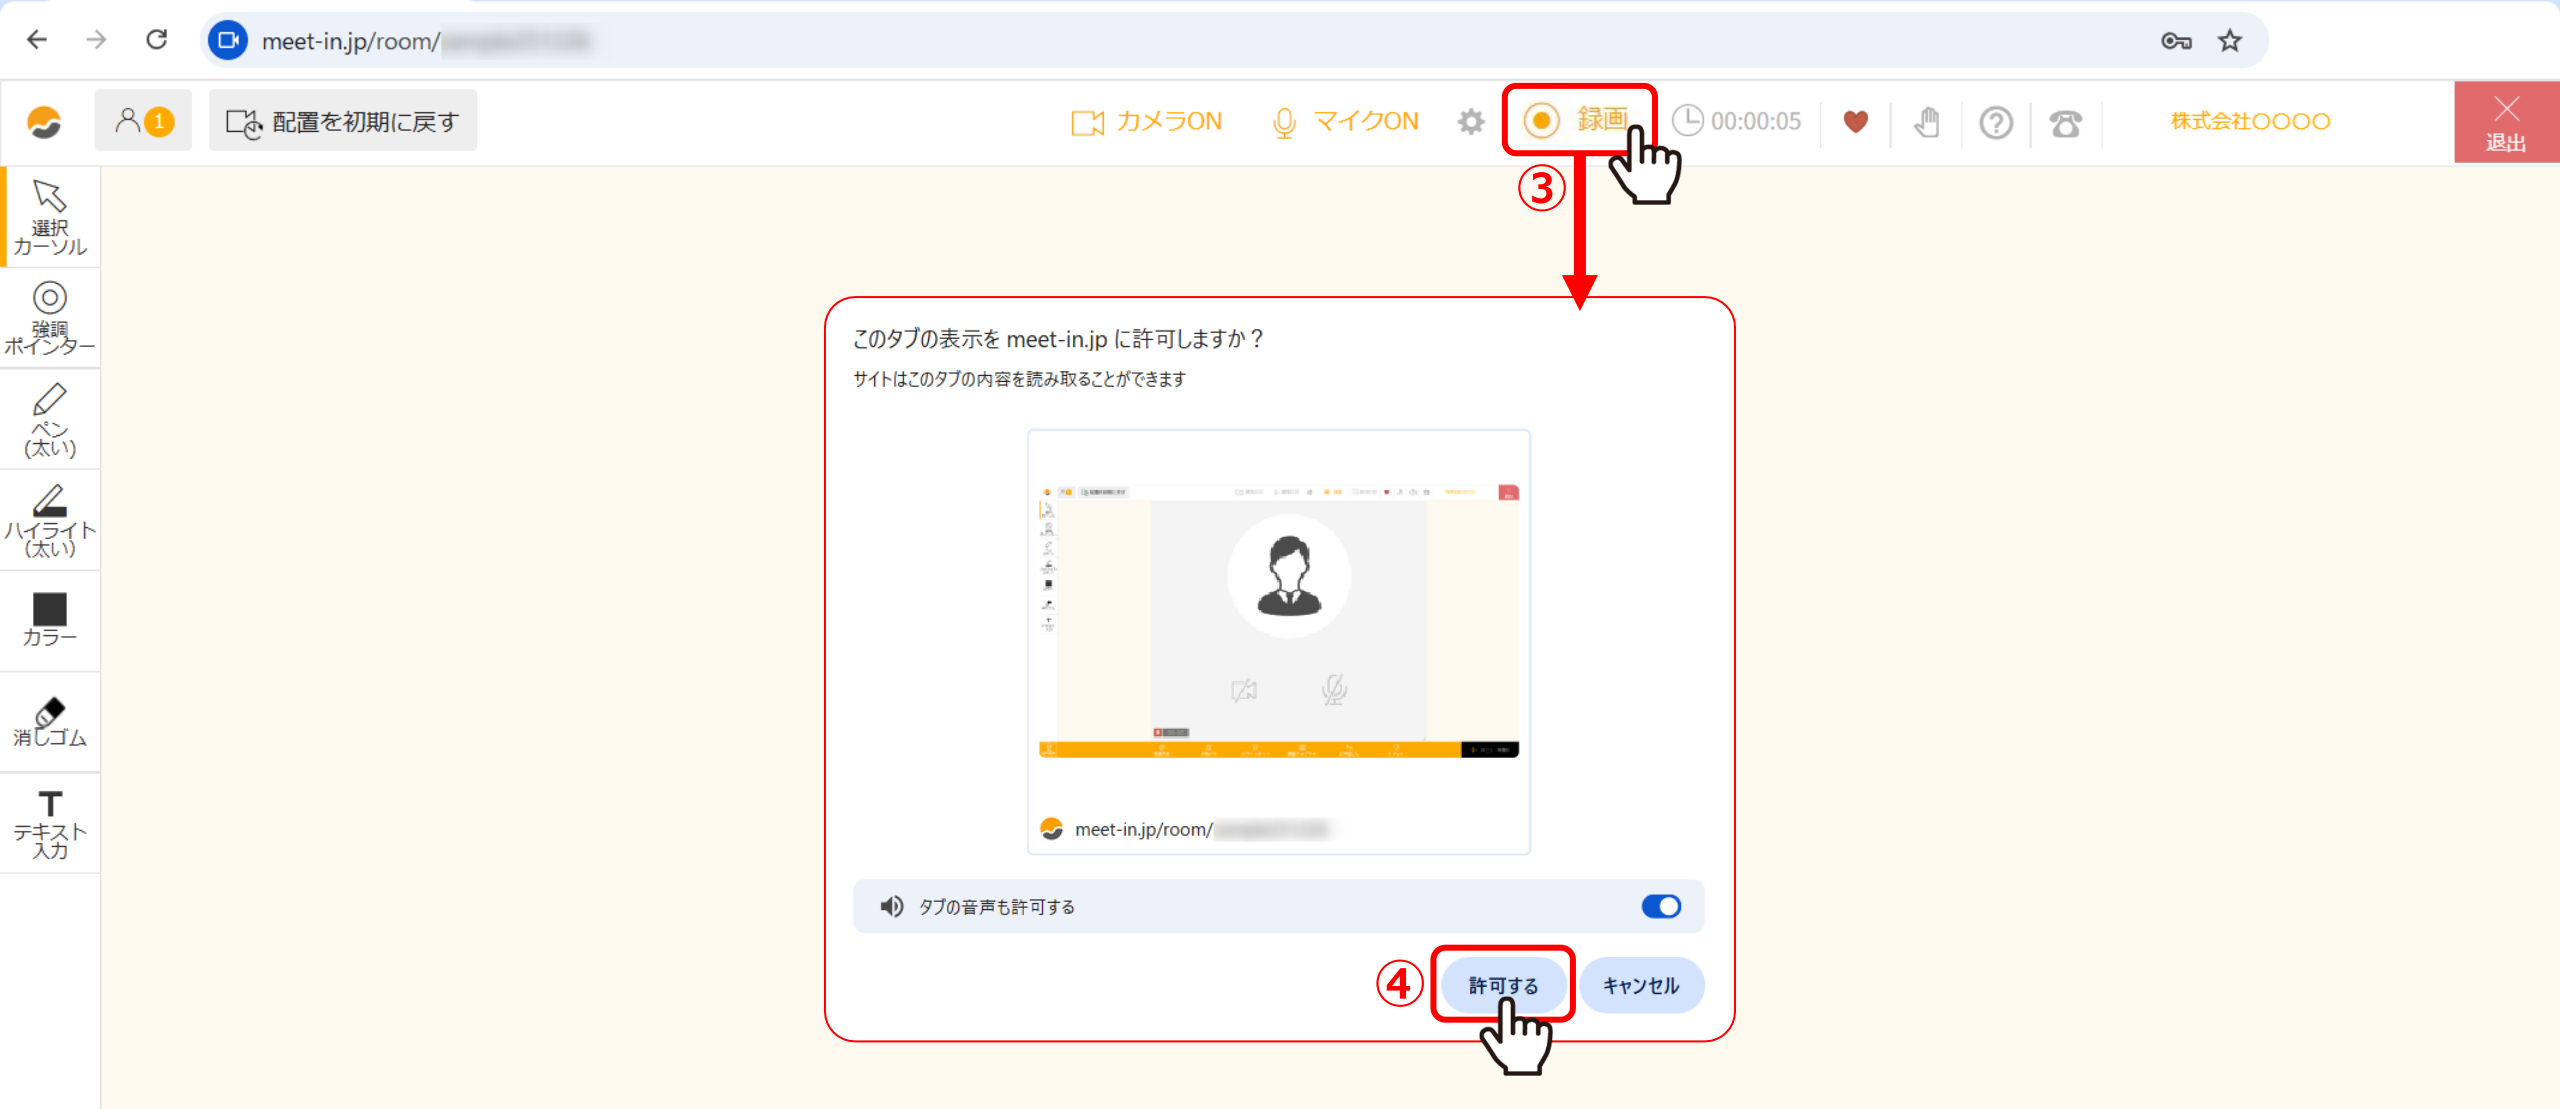 meet-in.jp/room/
1
配置を初期に戻す
カメラON
マイクON
録画
00:00:05
株式会社〇〇〇〇
退出
③
選択
カーソル
強調
ポインター
ペン
(太い)
ハイライト
(太い)
カラー
消しゴム
T
テキスト
入力
このタブの表示を meet-in.jp に許可しますか？
サイトはこのタブの内容を読み取ることができます
meet-in.jp/room/
タブの音声も許可する
④
許可する
キャンセル